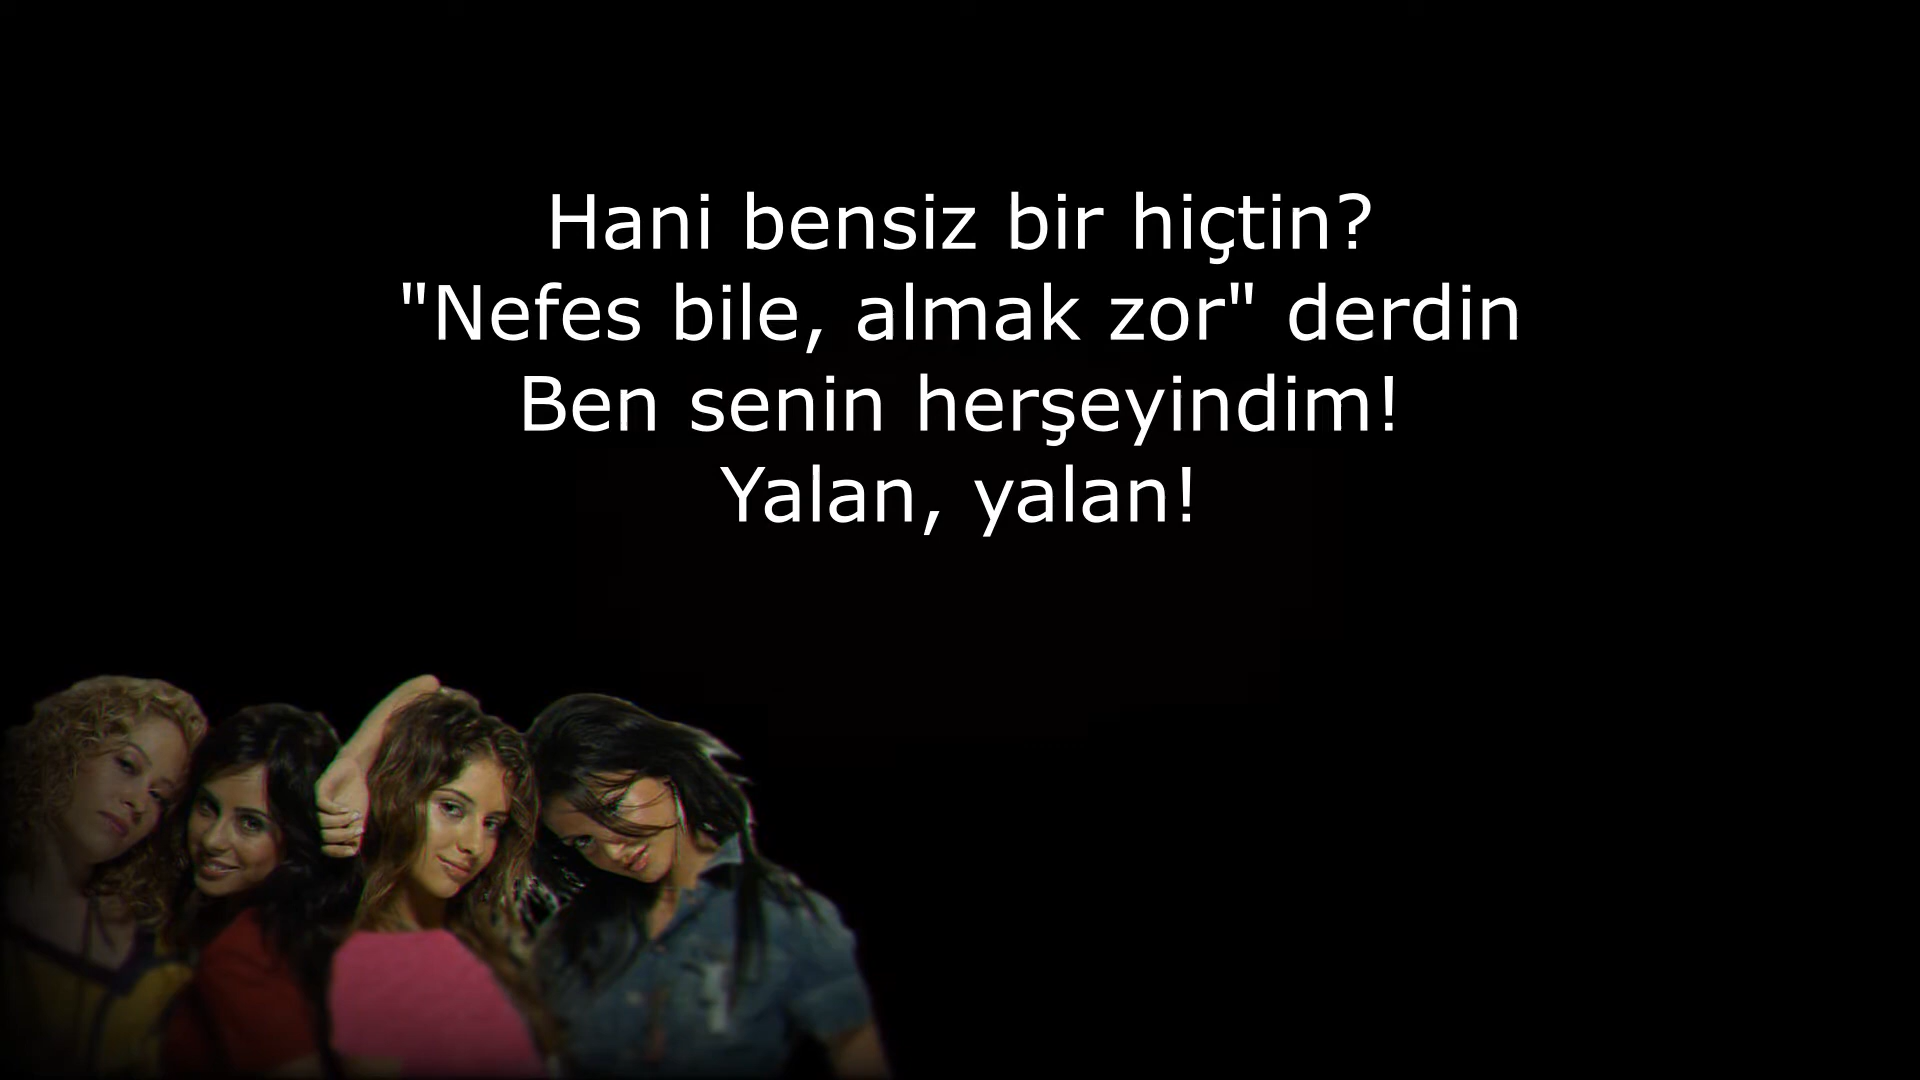 Hani bensiz bir hiçtin?
"Nefes bile, almak zor" derdin
Ben senin herşeyindim!
Yalan, yalan!